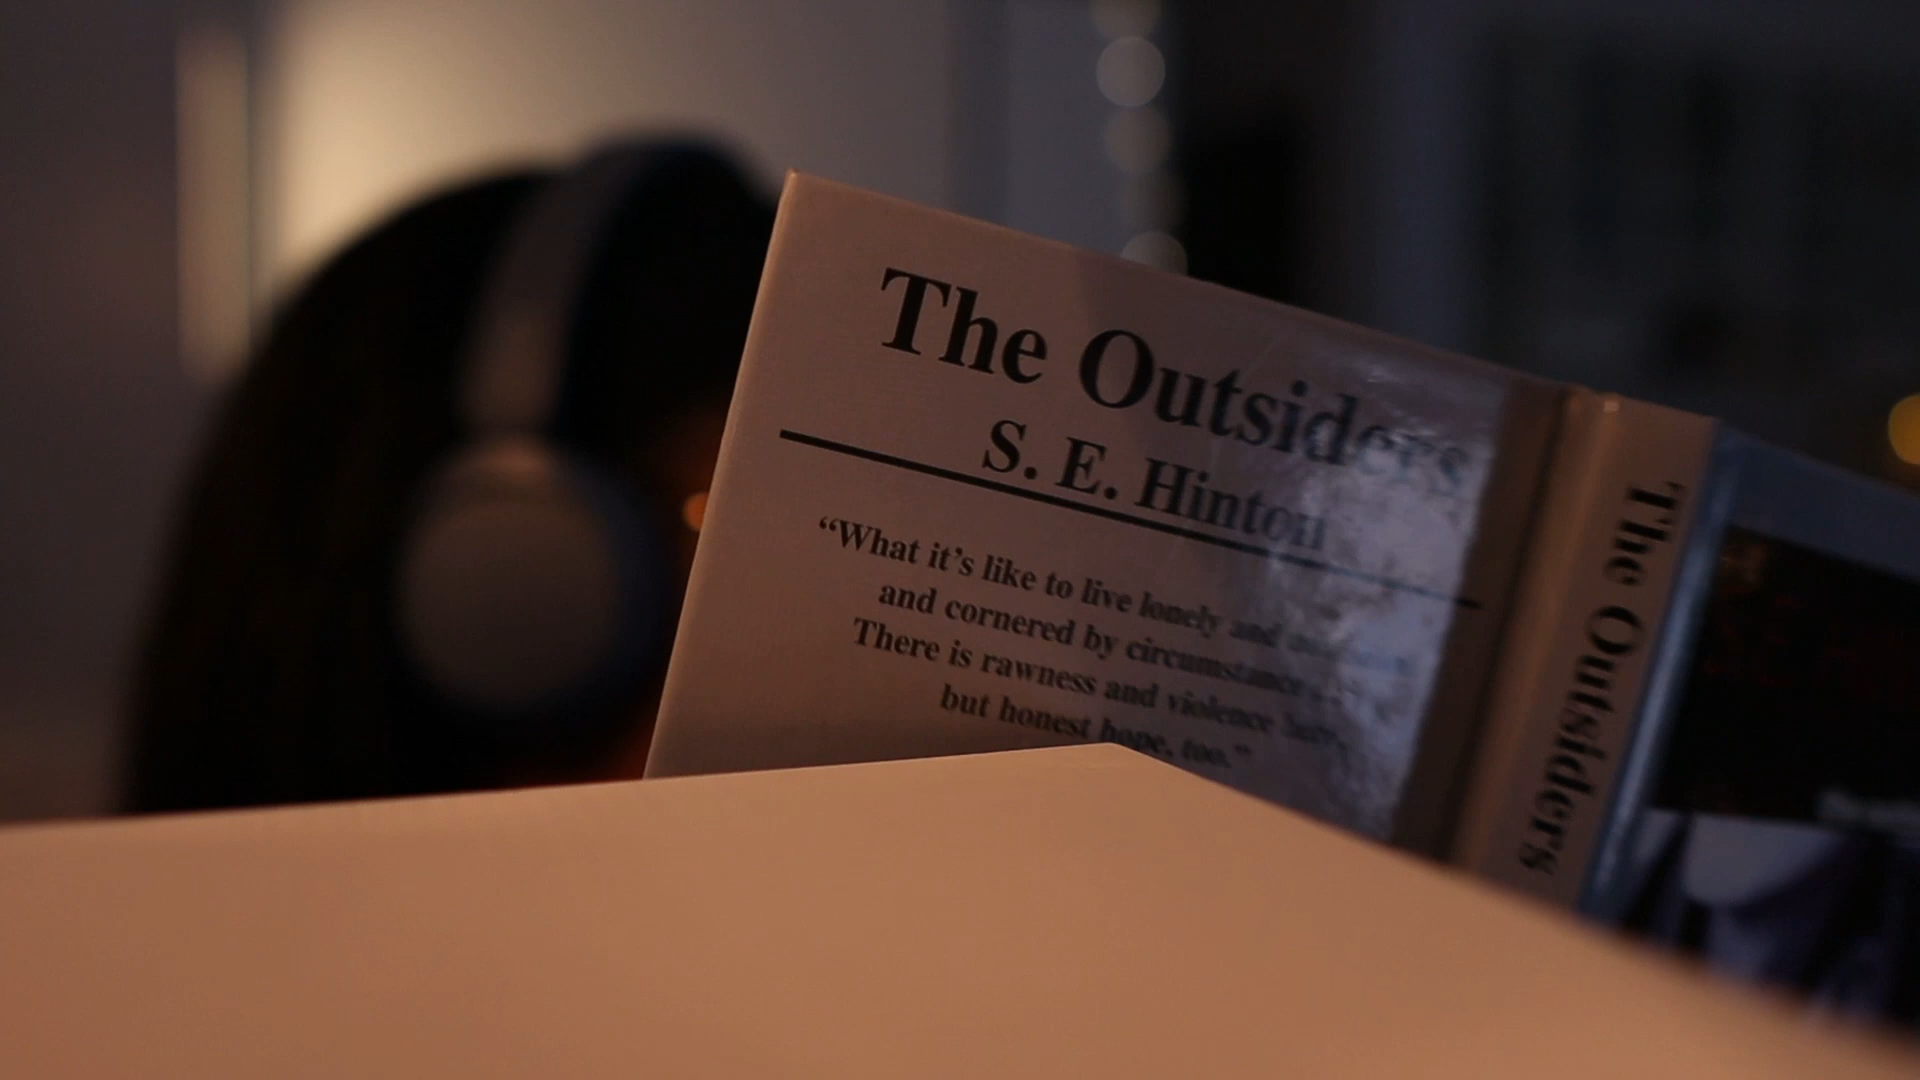 The Outsiders
S. E. Hinton
“What it’s like to live lonely and
and cornered by circumstance
There is rawness and violence
but honest hope, too.”
The Outsiders